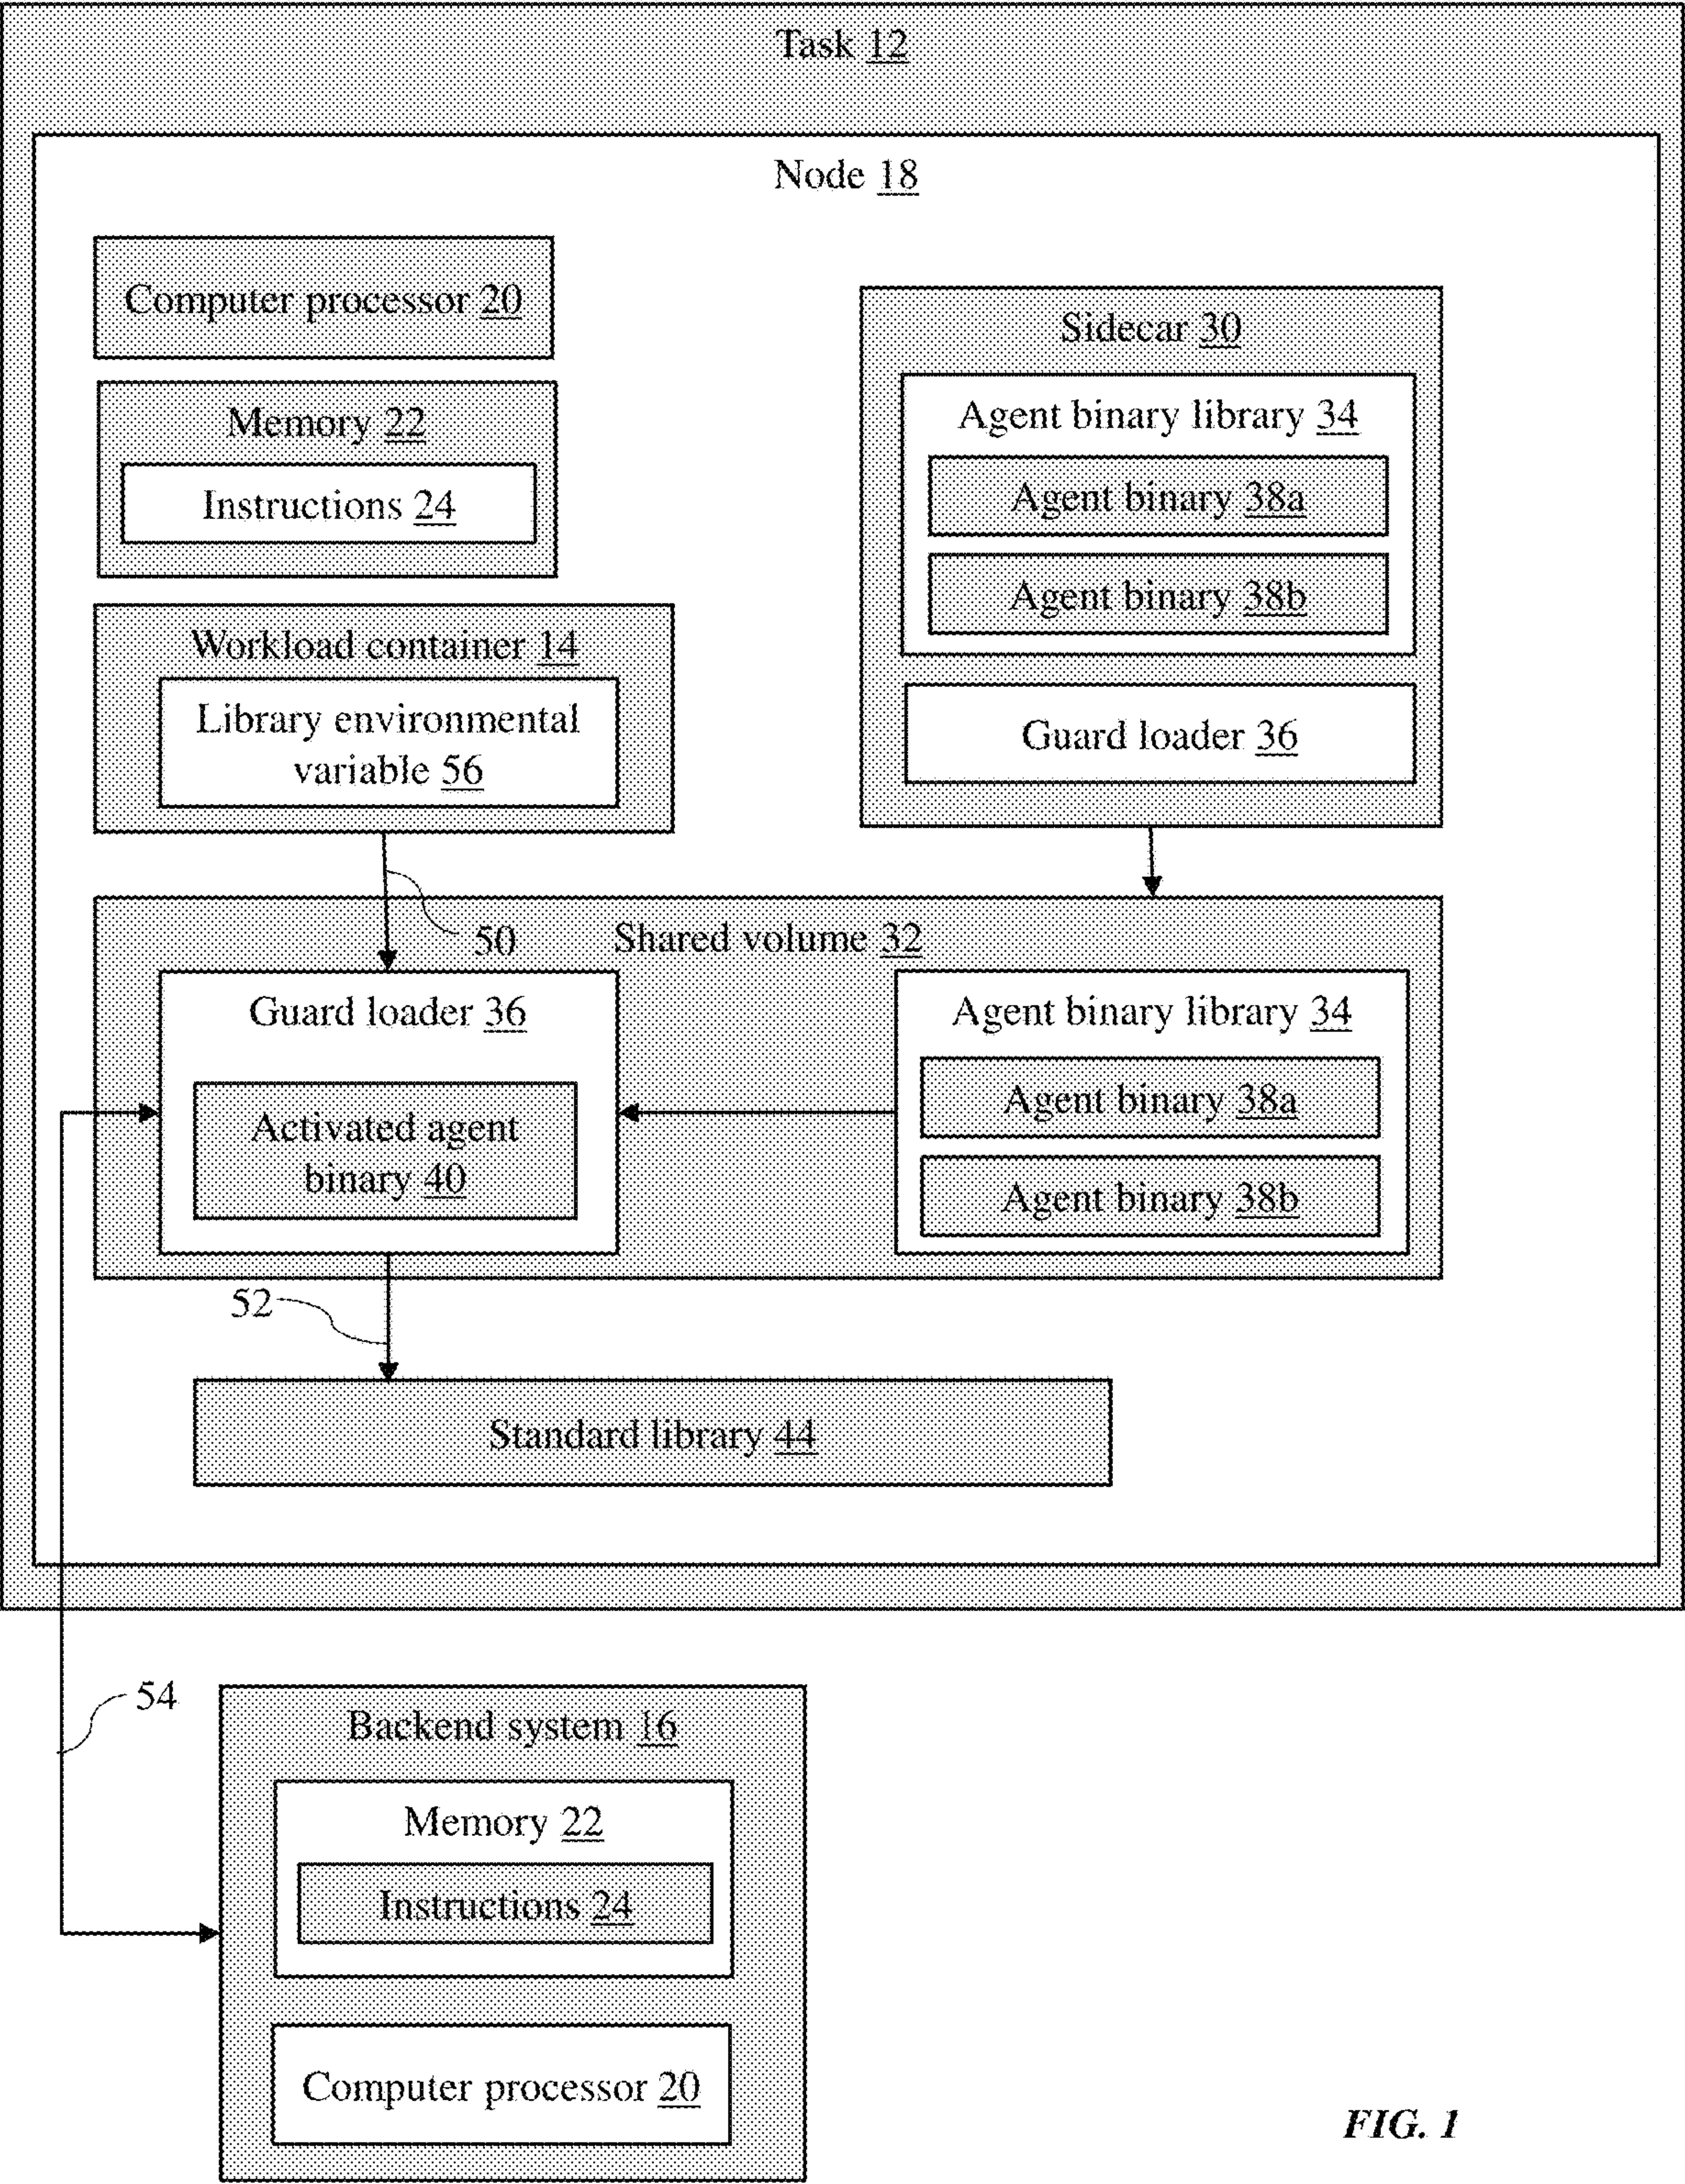 Task 12
Node 18
Computer processor 20
Memory 22
Instructions 24
Workload container 14
Library environmental
variable 56
Sidecar 30
Agent binary library 34
Agent binary 38a
Agent binary 38b
Guard loader 36
50
Shared volume 32
Guard loader 36
Activated agent
binary 40
Agent binary library 34
Agent binary 38a
Agent binary 38b
52
Standard library 44
54
Backend system 16
Memory 22
Instructions 24
Computer processor 20
FIG. 1